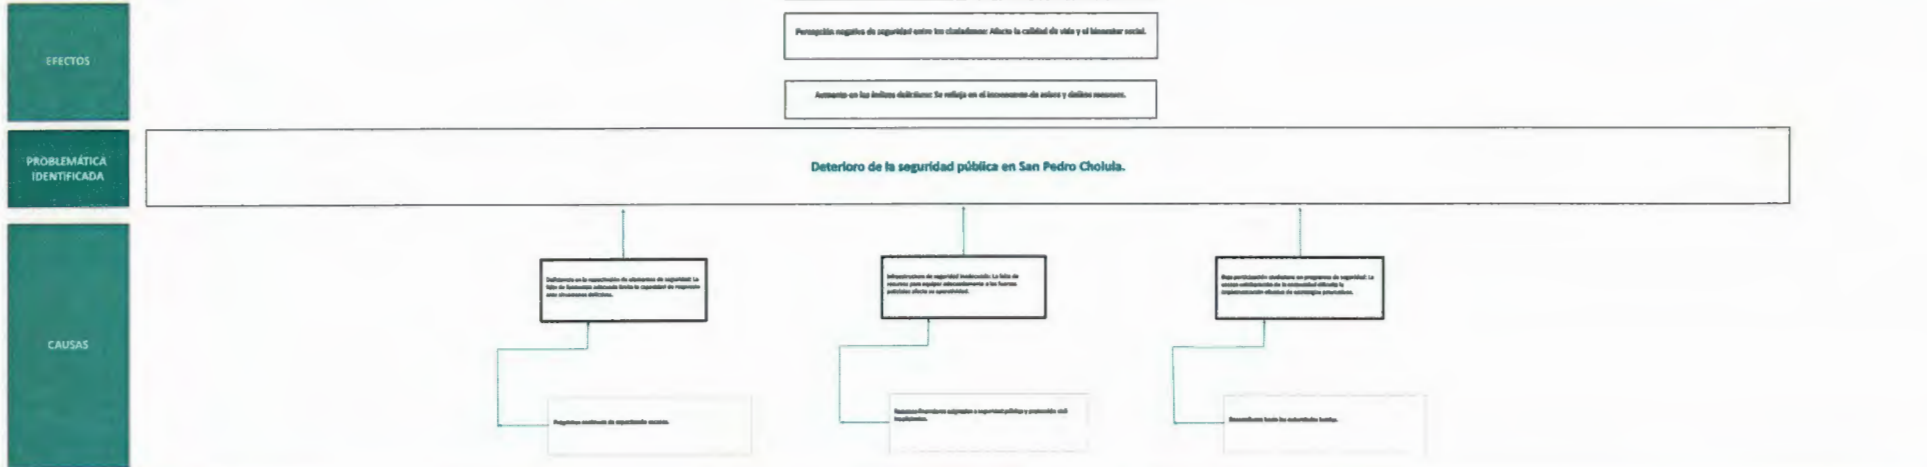 EFECTOS
Percepción negativa de seguridad entre los ciudadanos: Afecta la calidad de vida y el bienestar social.
Aumento en los índices delictivos: Se refleja en el incremento de robos y delitos menores.
PROBLEMÁTICA
IDENTIFICADA
Deterioro de la seguridad pública en San Pedro Cholula.
CAUSAS
Deficiencia en la capacitación de elementos de seguridad: La
falta de formación adecuada limita la capacidad de respuesta
ante situaciones delictivas.
Infraestructura de seguridad inadecuada: La falta de
recursos para equipar adecuadamente a las fuerzas
policiales afecta su operatividad.
Baja participación ciudadana en programas de seguridad: La
escasa colaboración de la comunidad dificulta la
implementación efectiva de estrategias preventivas.
Programas continuos de capacitación escasos.
Recursos financieros asignados a seguridad pública y protección civil
insuficientes.
Desconfianza hacia las autoridades